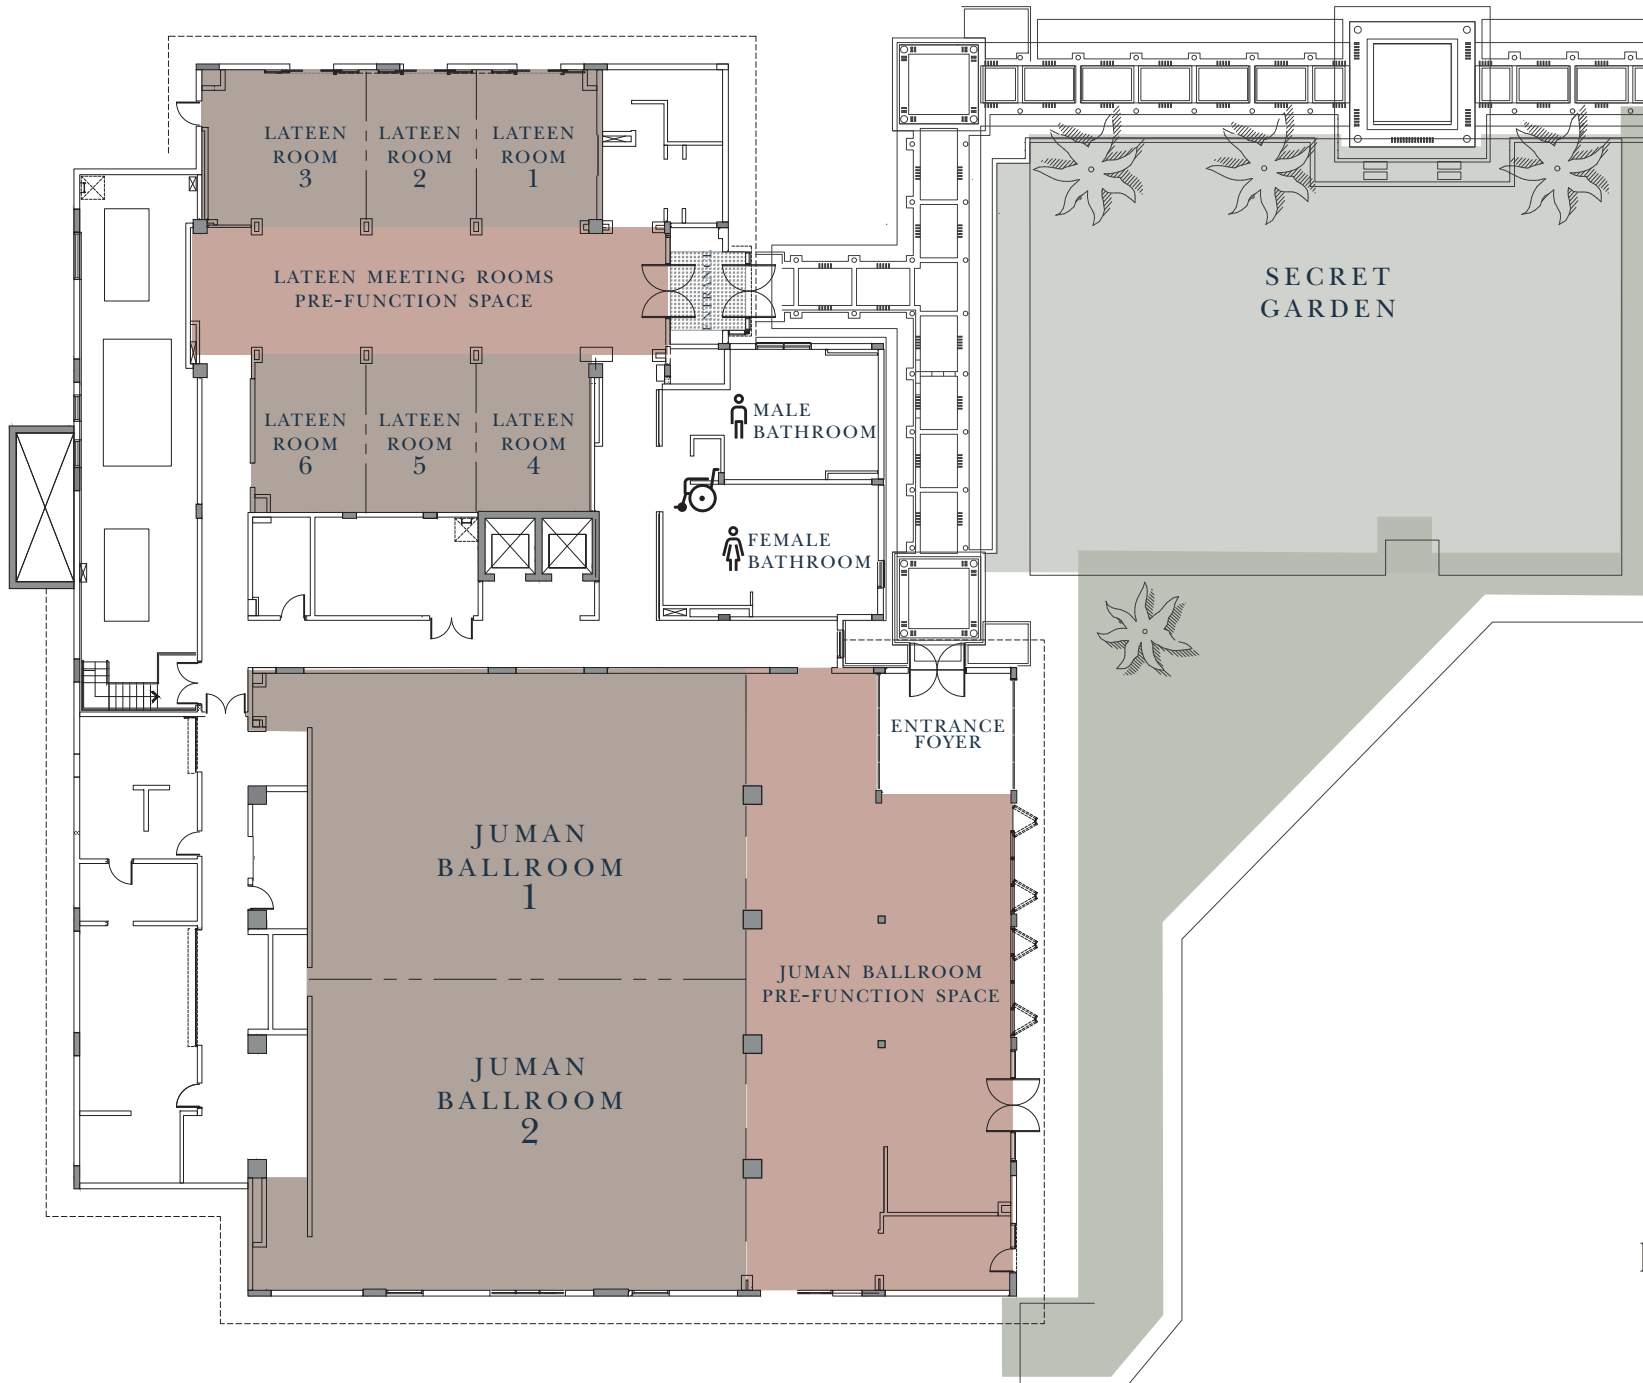 LATEEN
ROOM
3
LATEEN
ROOM
2
LATEEN
ROOM
1
LATEEN MEETING ROOMS
PRE-FUNCTION SPACE
ENTRANCE
SECRET
GARDEN
LATEEN
ROOM
6
LATEEN
ROOM
5
LATEEN
ROOM
4
MALE
BATHROOM
FEMALE
BATHROOM
ENTRANCE
FOYER
JUMAN
BALLROOM
1
JUMAN BALLROOM
PRE-FUNCTION SPACE
JUMAN
BALLROOM
2